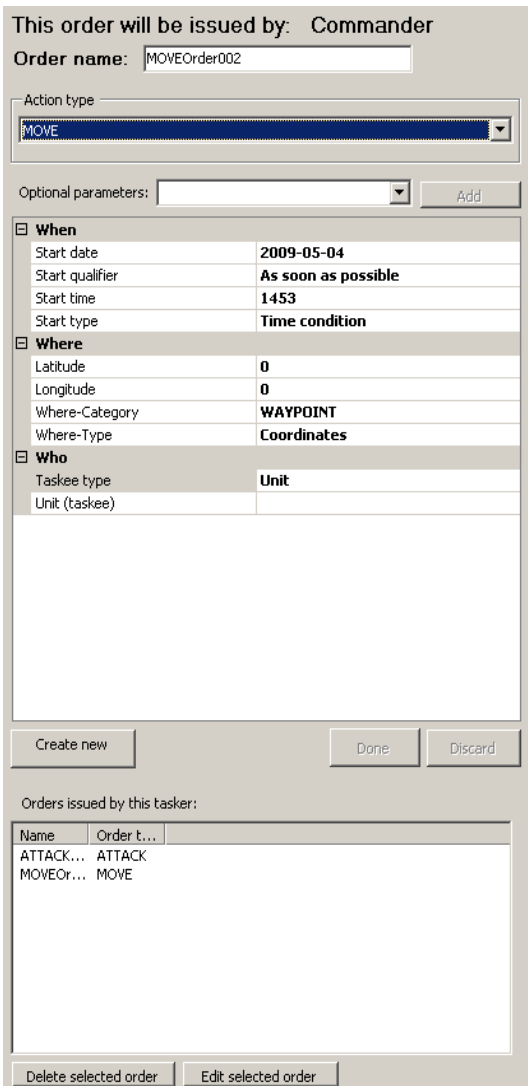 This order will be issued by: Commander
Order name: MOVEOrder002
Action type
MOVE
Optional parameters: Add
When
Start date 2009-05-04
Start qualifier As soon as possible
Start time 1453
Start type Time condition
Where
Latitude 0
Longitude 0
Where-Category WAYPOINT
Where-Type Coordinates
Who
Taskee type Unit
Unit (taskee)
Create new Done Discard
Orders issued by this tasker:
Name Order t...
ATTACK... ATTACK
MOVEOr... MOVE
Delete selected order Edit selected order